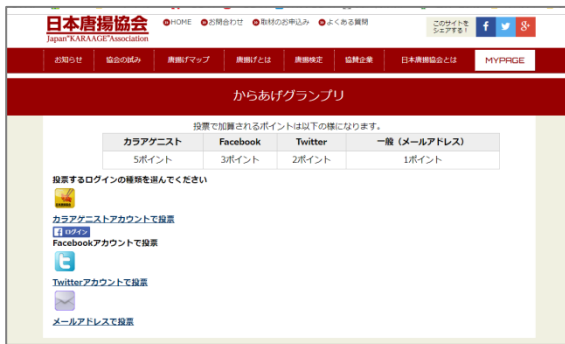 日本唐揚協会
Japan"KARAAGE"Association
HOME お問合わせ 取材のお申込み よくある質問
このサイトを
シェアする！
f 8+
お知らせ 協会の試み 唐揚げマップ 唐揚げとは 唐揚検定 協賛企業 日本唐揚協会とは MYPAGE
からあげグランプリ
投票で加算されるポイントは以下の様になります。
カラアゲニスト Facebook Twitter 一般（メールアドレス）
5ポイント 3ポイント 2ポイント 1ポイント
投票するログインの種類を選んでください
カラアゲニストアカウントで投票
f ログイン
Facebookアカウントで投票
Twitterアカウントで投票
メールアドレスで投票